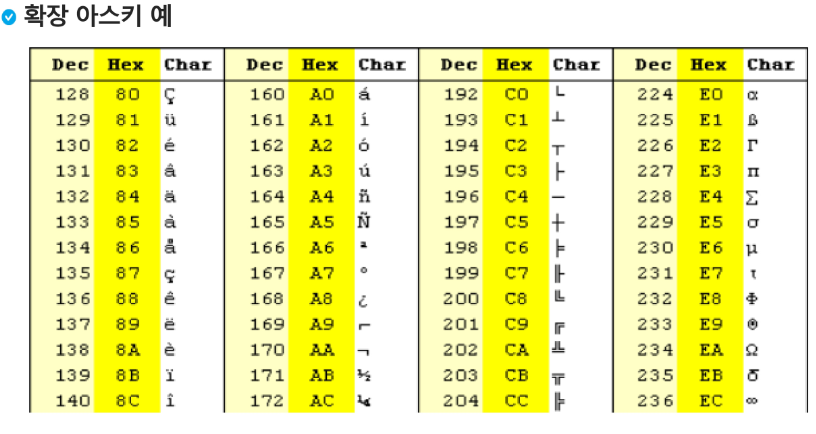 확장 아스키 예
Dec Hex Char Dec Hex Char Dec Hex Char Dec Hex Char
128 80 Ç 160 A0 á 192 C0 └ 224 E0 α
129 81 ü 161 A1 í 193 C1 ┴ 225 E1 ß
130 82 é 162 A2 ó 194 C2 ┬ 226 E2 Γ
131 83 â 163 A3 ú 195 C3 ├ 227 E3 π
132 84 ä 164 A4 ñ 196 C4 ─ 228 E4 Σ
133 85 à 165 A5 Ñ 197 C5 ┼ 229 E5 σ
134 86 å 166 A6 ª 198 C6 ╞ 230 E6 µ
135 87 ç 167 A7 º 199 C7 ╟ 231 E7 τ
136 88 ê 168 A8 ¿ 200 C8 ╚ 232 E8 Φ
137 89 ë 169 A9 ⌐ 201 C9 ╔ 233 E9 Θ
138 8A è 170 AA ¬ 202 CA ╩ 234 EA Ω
139 8B ï 171 AB ½ 203 CB ╦ 235 EB δ
140 8C î 172 AC ¼ 204 CC ╠ 236 EC ∞